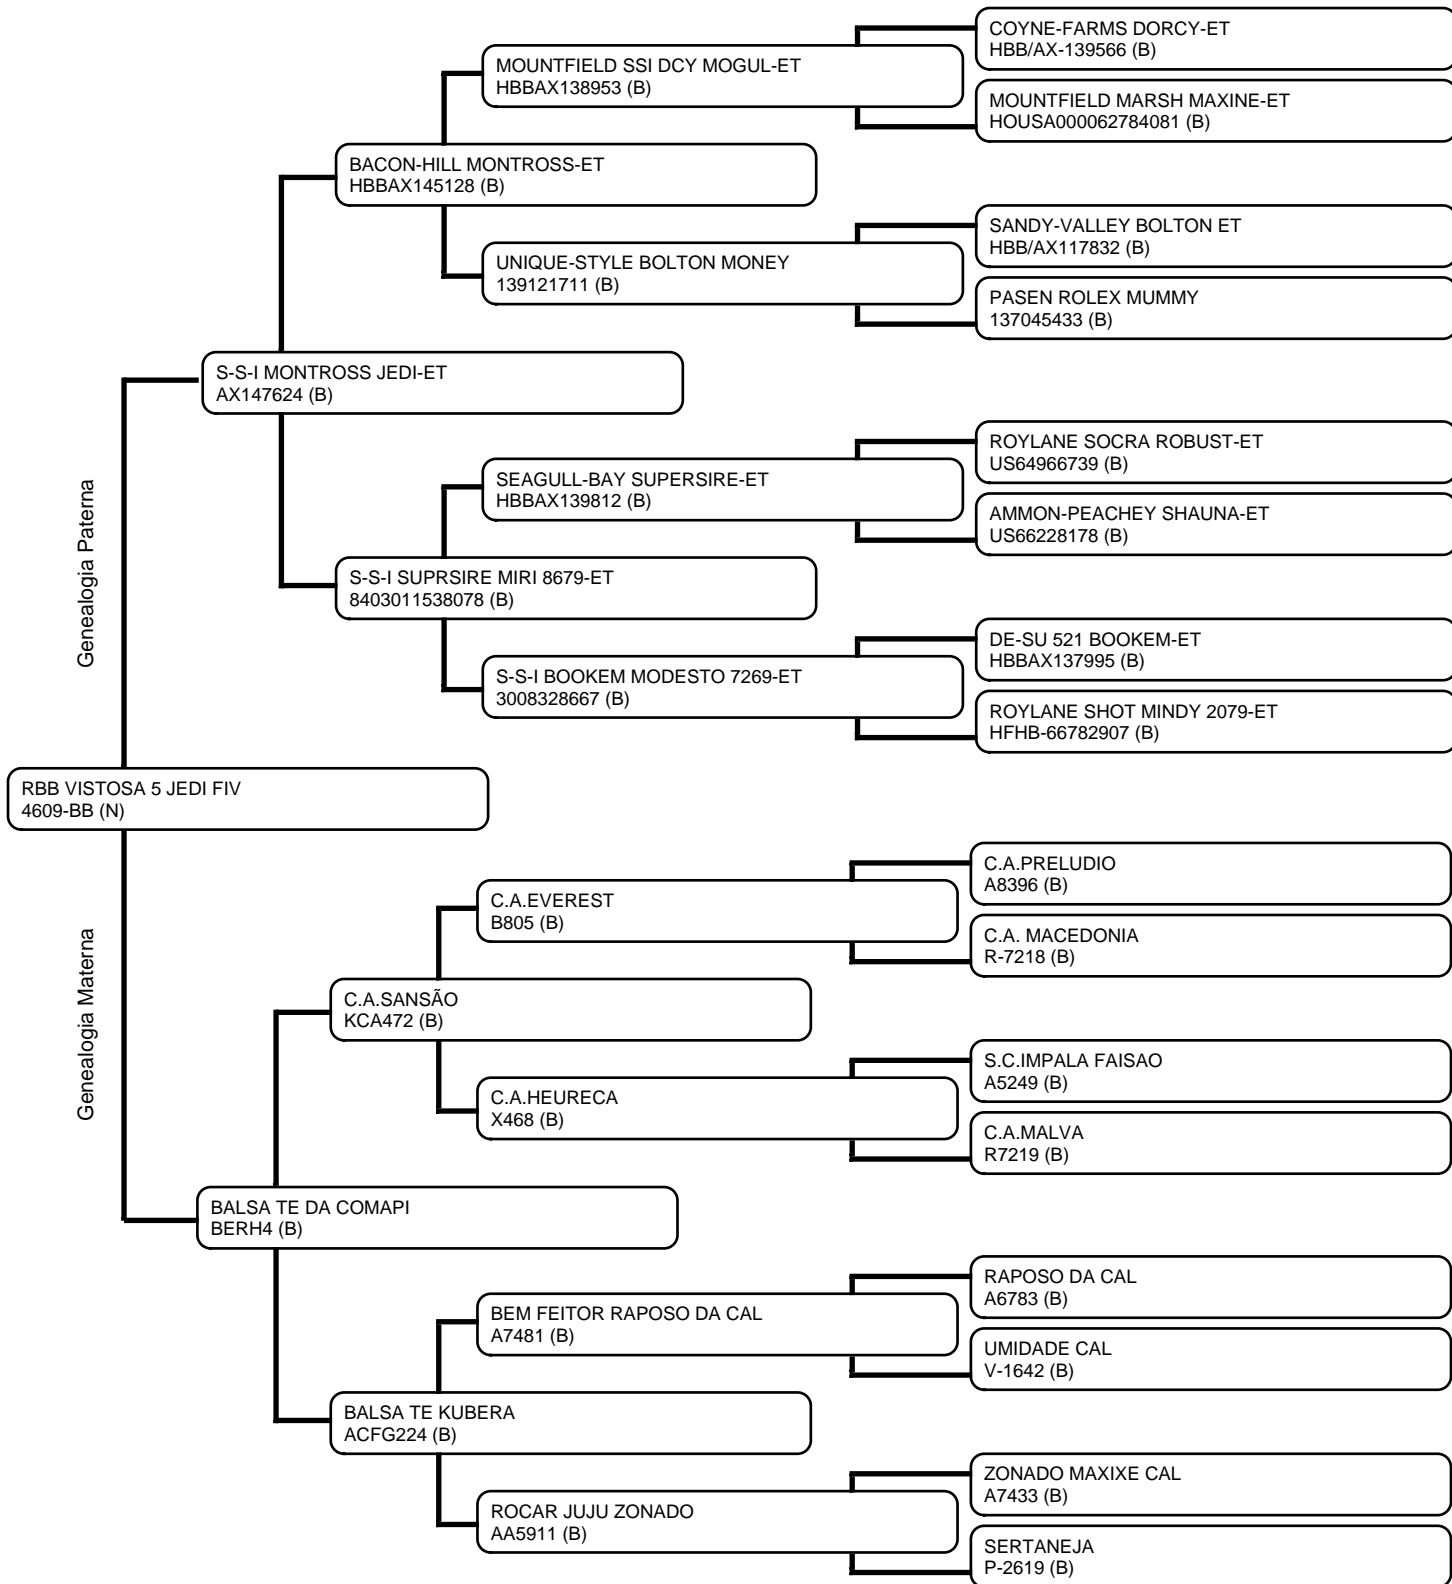 COYNE-FARMS DORCY-ET
HBB/AX-139566 (B)
MOUNTFIELD SSI DCY MOGUL-ET
HBBAX138953 (B)
MOUNTFIELD MARSH MAXINE-ET
HOUSA000062784081 (B)
BACON-HILL MONTROSS-ET
HBBAX145128 (B)
SANDY-VALLEY BOLTON ET
HBB/AX117832 (B)
UNIQUE-STYLE BOLTON MONEY
139121711 (B)
PASEN ROLEX MUMMY
137045433 (B)
S-S-I MONTROSS JEDI-ET
AX147624 (B)
ROYLANE SOCRA ROBUST-ET
US64966739 (B)
SEAGULL-BAY SUPERSIRE-ET
HBBAX139812 (B)
AMMON-PEACHEY SHAUNA-ET
US66228178 (B)
Genealogia Paterna
S-S-I SUPRSIRE MIRI 8679-ET
8403011538078 (B)
DE-SU 521 BOOKEM-ET
HBBAX137995 (B)
S-S-I BOOKEM MODESTO 7269-ET
3008328667 (B)
ROYLANE SHOT MINDY 2079-ET
HFHB-66782907 (B)
RBB VISTOSA 5 JEDI FIV
4609-BB (N)
C.A.PRELUDIO
A8396 (B)
C.A.EVEREST
B805 (B)
C.A. MACEDONIA
R-7218 (B)
C.A.SANSÃO
KCA472 (B)
Genealogia Materna
S.C.IMPALA FAISAO
A5249 (B)
C.A.HEURECA
X468 (B)
C.A.MALVA
R7219 (B)
BALSA TE DA COMAPI
BERH4 (B)
RAPOSO DA CAL
A6783 (B)
BEM FEITOR RAPOSO DA CAL
A7481 (B)
UMIDADE CAL
V-1642 (B)
BALSA TE KUBERA
ACFG224 (B)
ZONADO MAXIXE CAL
A7433 (B)
ROCAR JUJU ZONADO
AA5911 (B)
SERTANEJA
P-2619 (B)